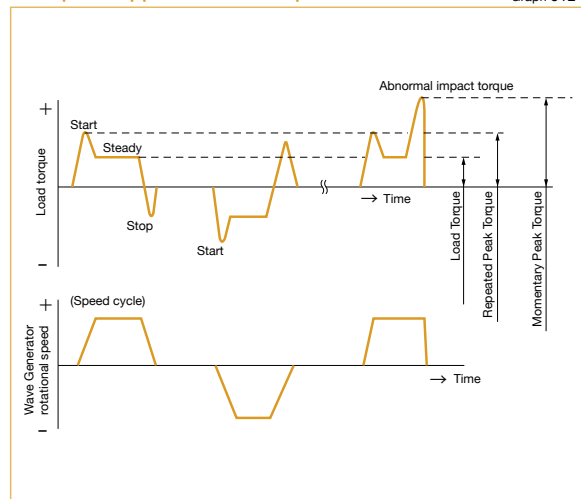 +
Abnormal impact torque
Start
Steady
Load torque
→ Time
Stop
Start
−
Load Torque
Repeated Peak Torque
Momentary Peak Torque
+
(Speed cycle)
Wave Generator
rotational speed
→ Time
−